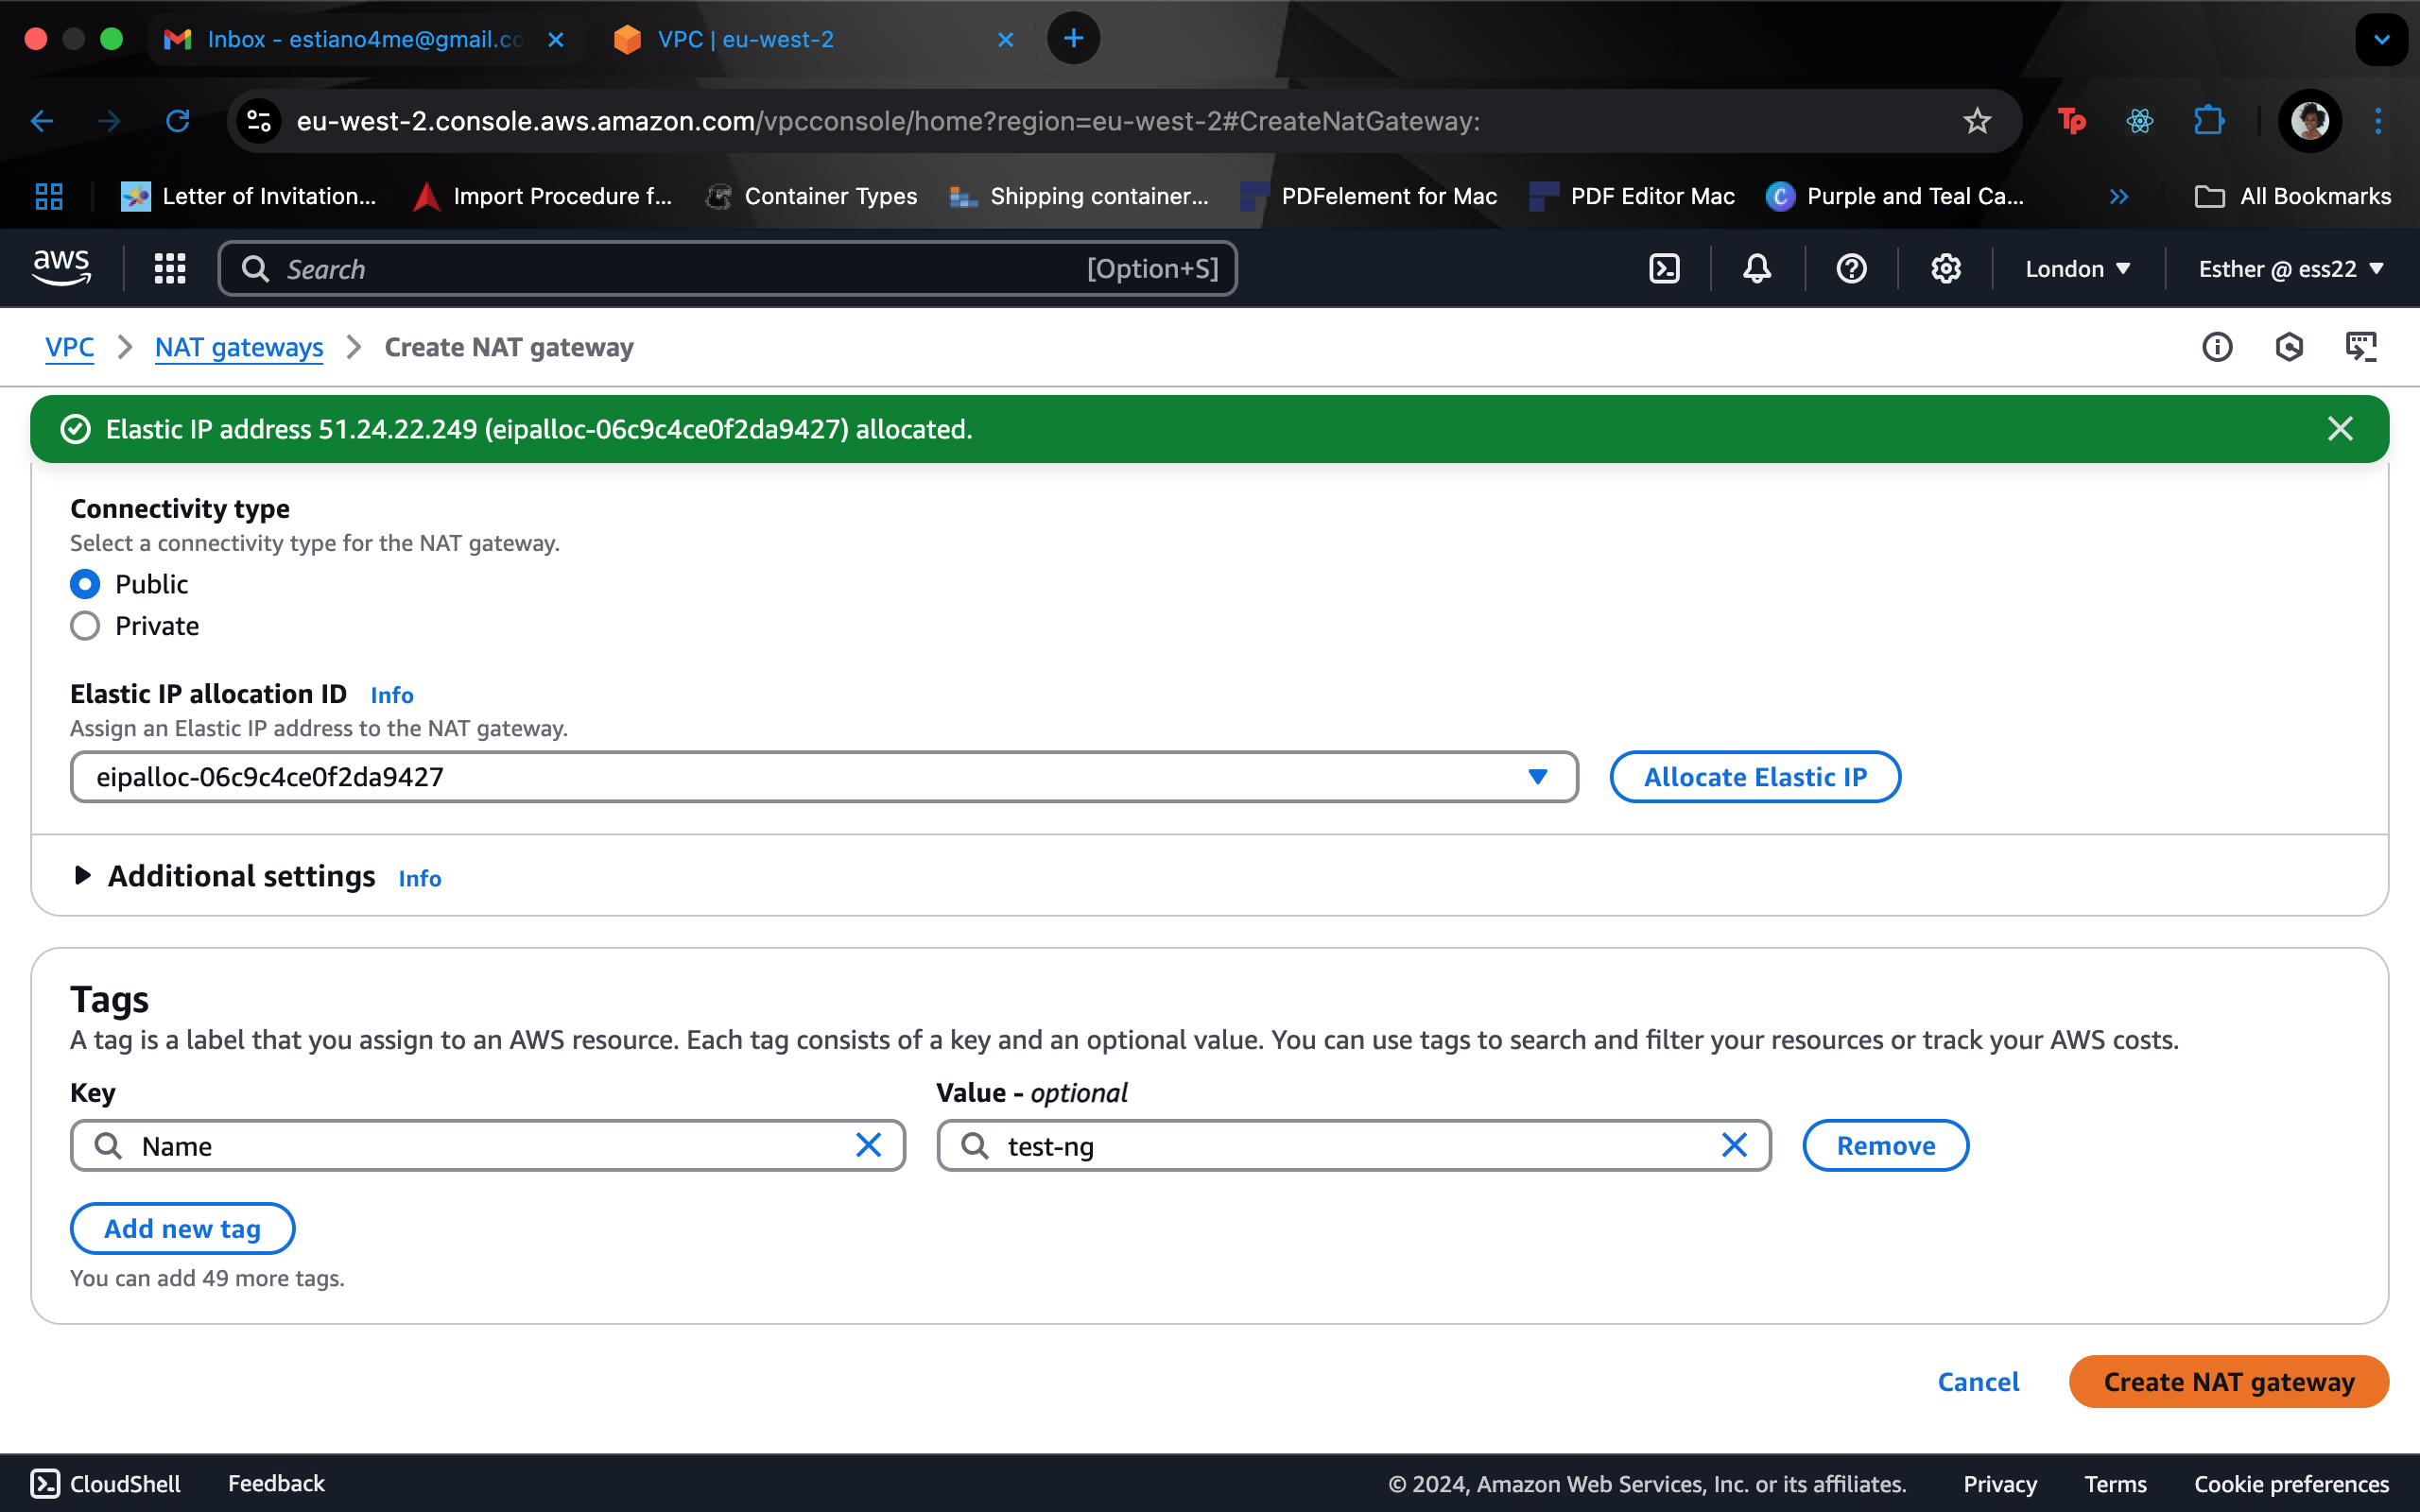 Inbox - estiano4me@gmail.co
VPC | eu-west-2
eu-west-2.console.aws.amazon.com/vpcconsole/home?region=eu-west-2#CreateNatGateway:
Tp
Letter of Invitation...
Import Procedure f...
Container Types
Shipping container...
PDFelement for Mac
PDF Editor Mac
Purple and Teal Ca...
All Bookmarks
aws
Search
[Option+S]
London
Esther @ ess22
VPC
NAT gateways
Create NAT gateway
Elastic IP address 51.24.22.249 (eipalloc-06c9c4ce0f2da9427) allocated.
Connectivity type
Select a connectivity type for the NAT gateway.
Public
Private
Elastic IP allocation ID Info
Assign an Elastic IP address to the NAT gateway.
eipalloc-06c9c4ce0f2da9427
Allocate Elastic IP
Additional settings Info
Tags
A tag is a label that you assign to an AWS resource. Each tag consists of a key and an optional value. You can use tags to search and filter your resources or track your AWS costs.
Key
Value - optional
Name
test-ng
Remove
Add new tag
You can add 49 more tags.
Cancel
Create NAT gateway
CloudShell
Feedback
© 2024, Amazon Web Services, Inc. or its affiliates.
Privacy
Terms
Cookie preferences